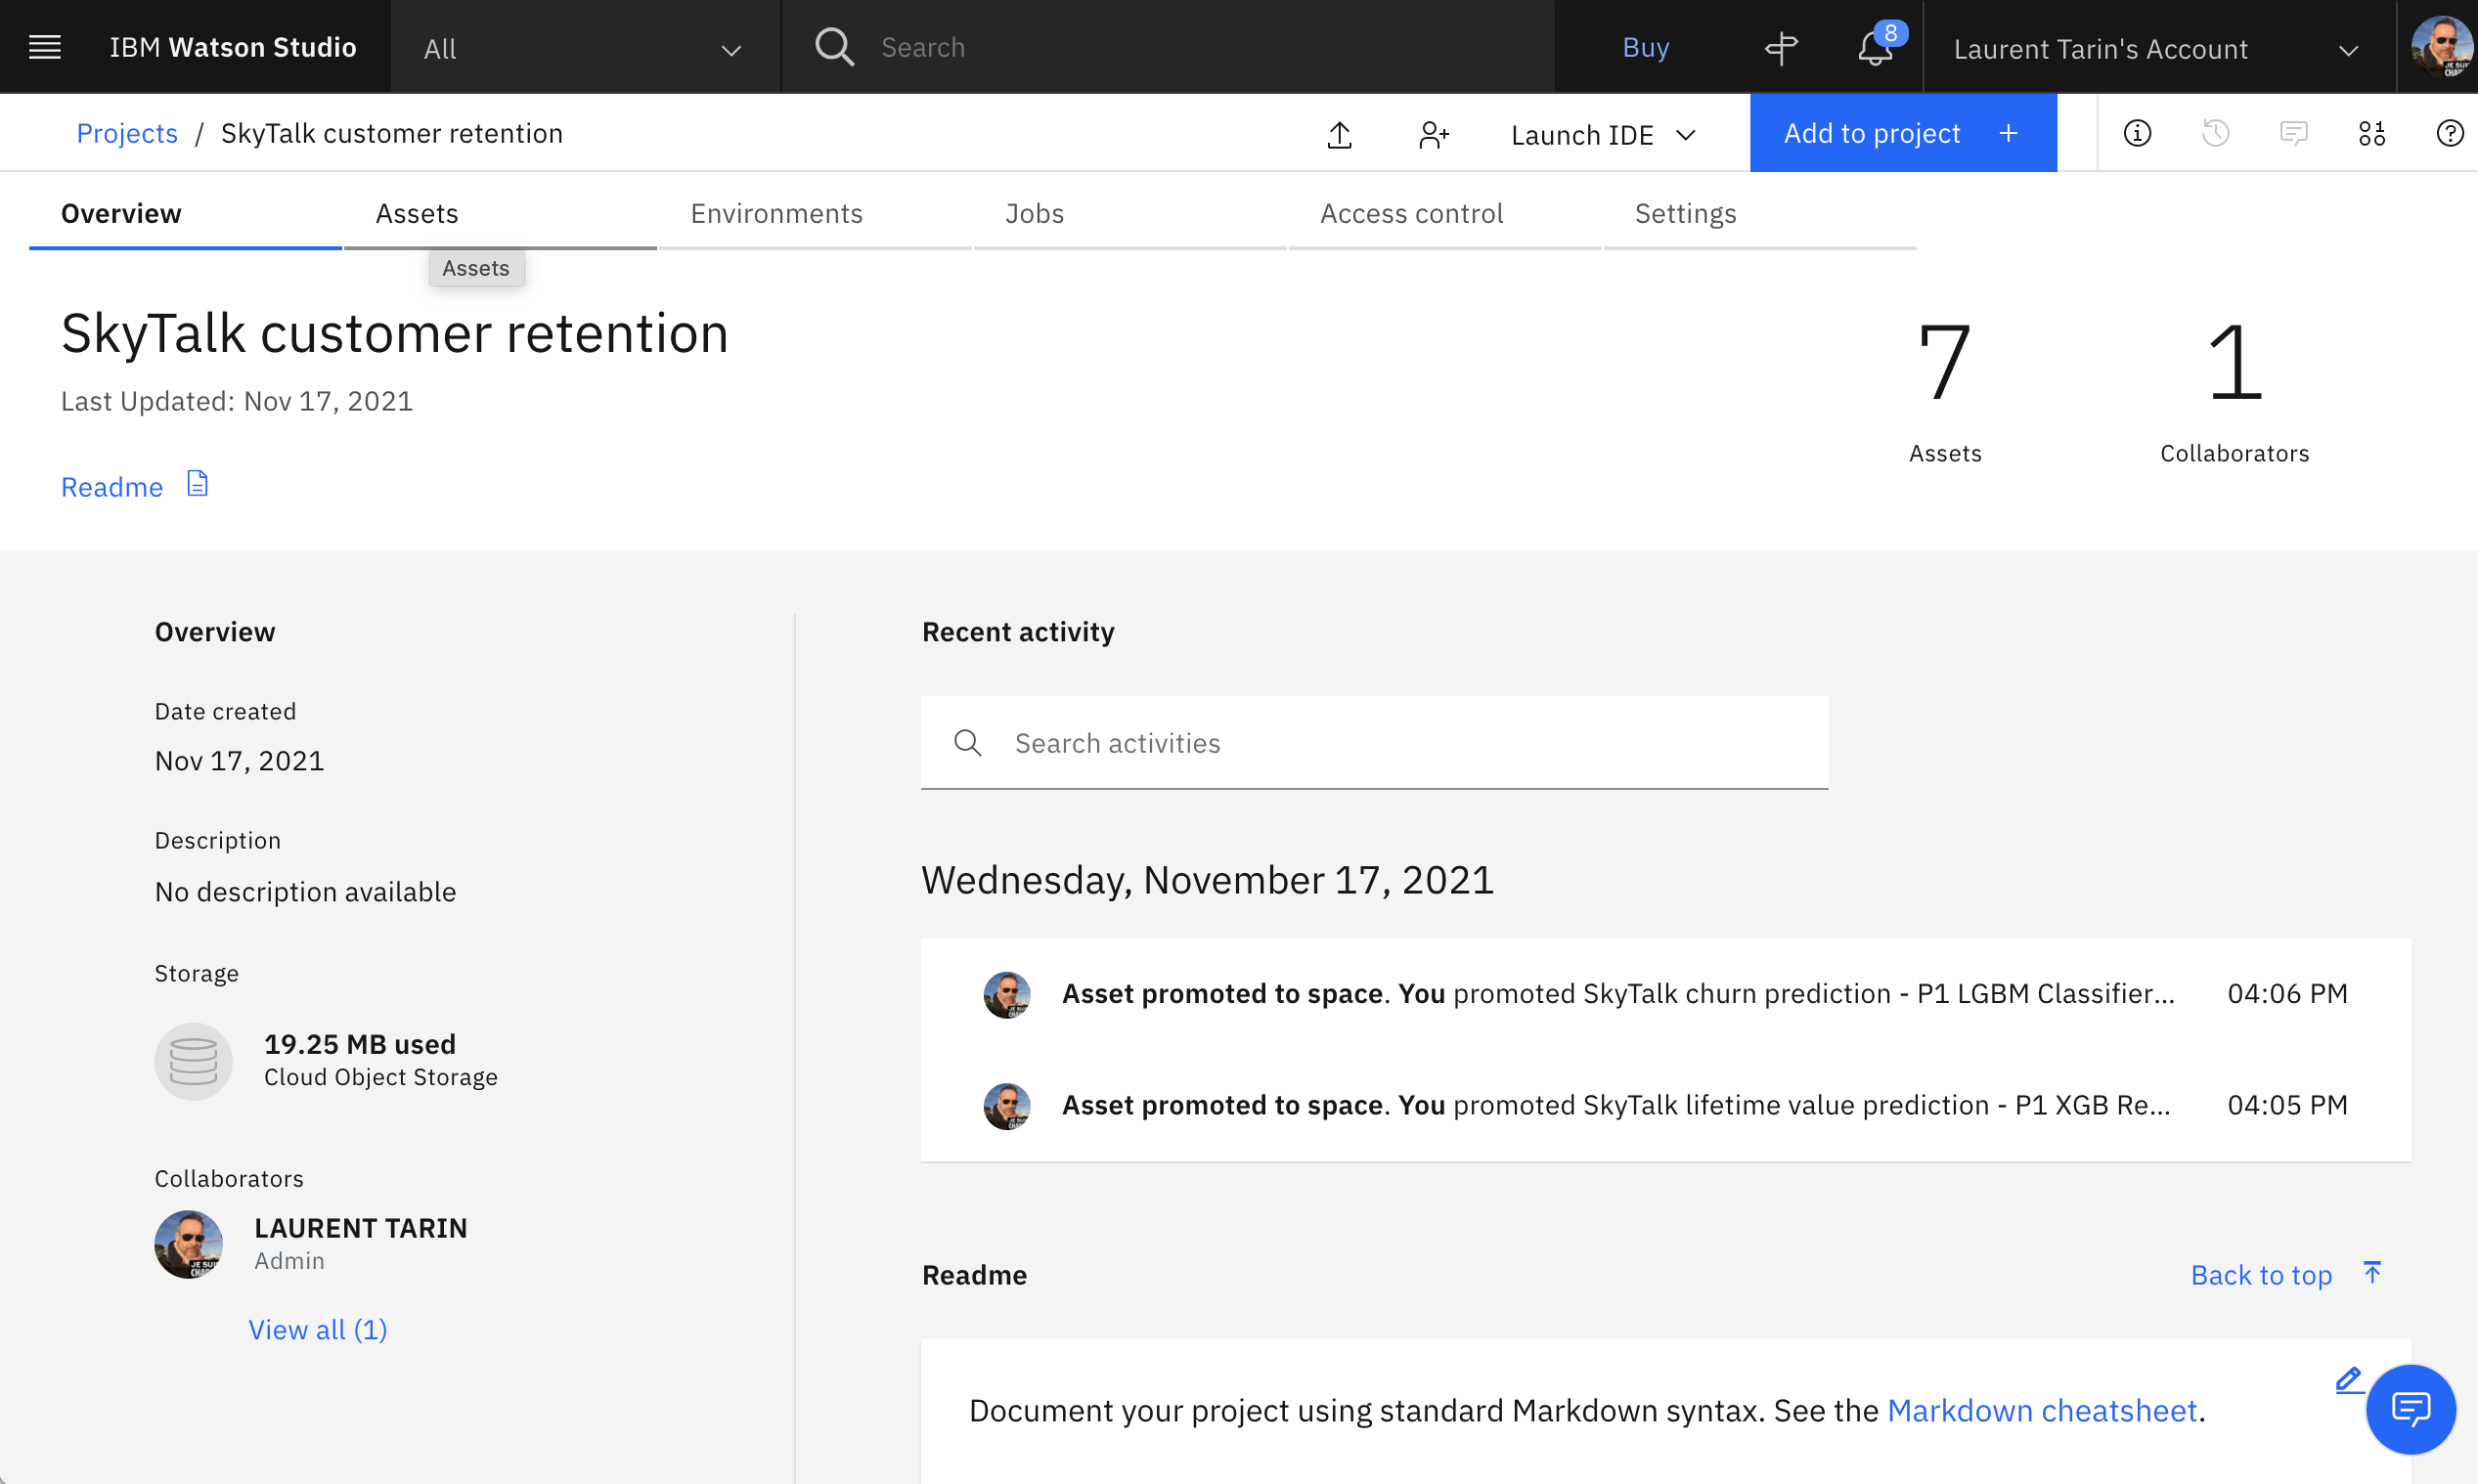 IBM Watson Studio
All
Search
Buy
8
Laurent Tarin's Account
Projects / SkyTalk customer retention
Launch IDE
Add to project +
Overview
Assets
Environments
Jobs
Access control
Settings
Assets
SkyTalk customer retention
Last Updated: Nov 17, 2021
Readme
7
Assets
1
Collaborators
Overview
Date created
Nov 17, 2021
Description
No description available
Storage
19.25 MB used
Cloud Object Storage
Collaborators
LAURENT TARIN
Admin
View all (1)
Recent activity
Search activities
Wednesday, November 17, 2021
Asset promoted to space. You promoted SkyTalk churn prediction - P1 LGBM Classifier... 04:06 PM
Asset promoted to space. You promoted SkyTalk lifetime value prediction - P1 XGB Re... 04:05 PM
Readme
Back to top
Document your project using standard Markdown syntax. See the Markdown cheatsheet.